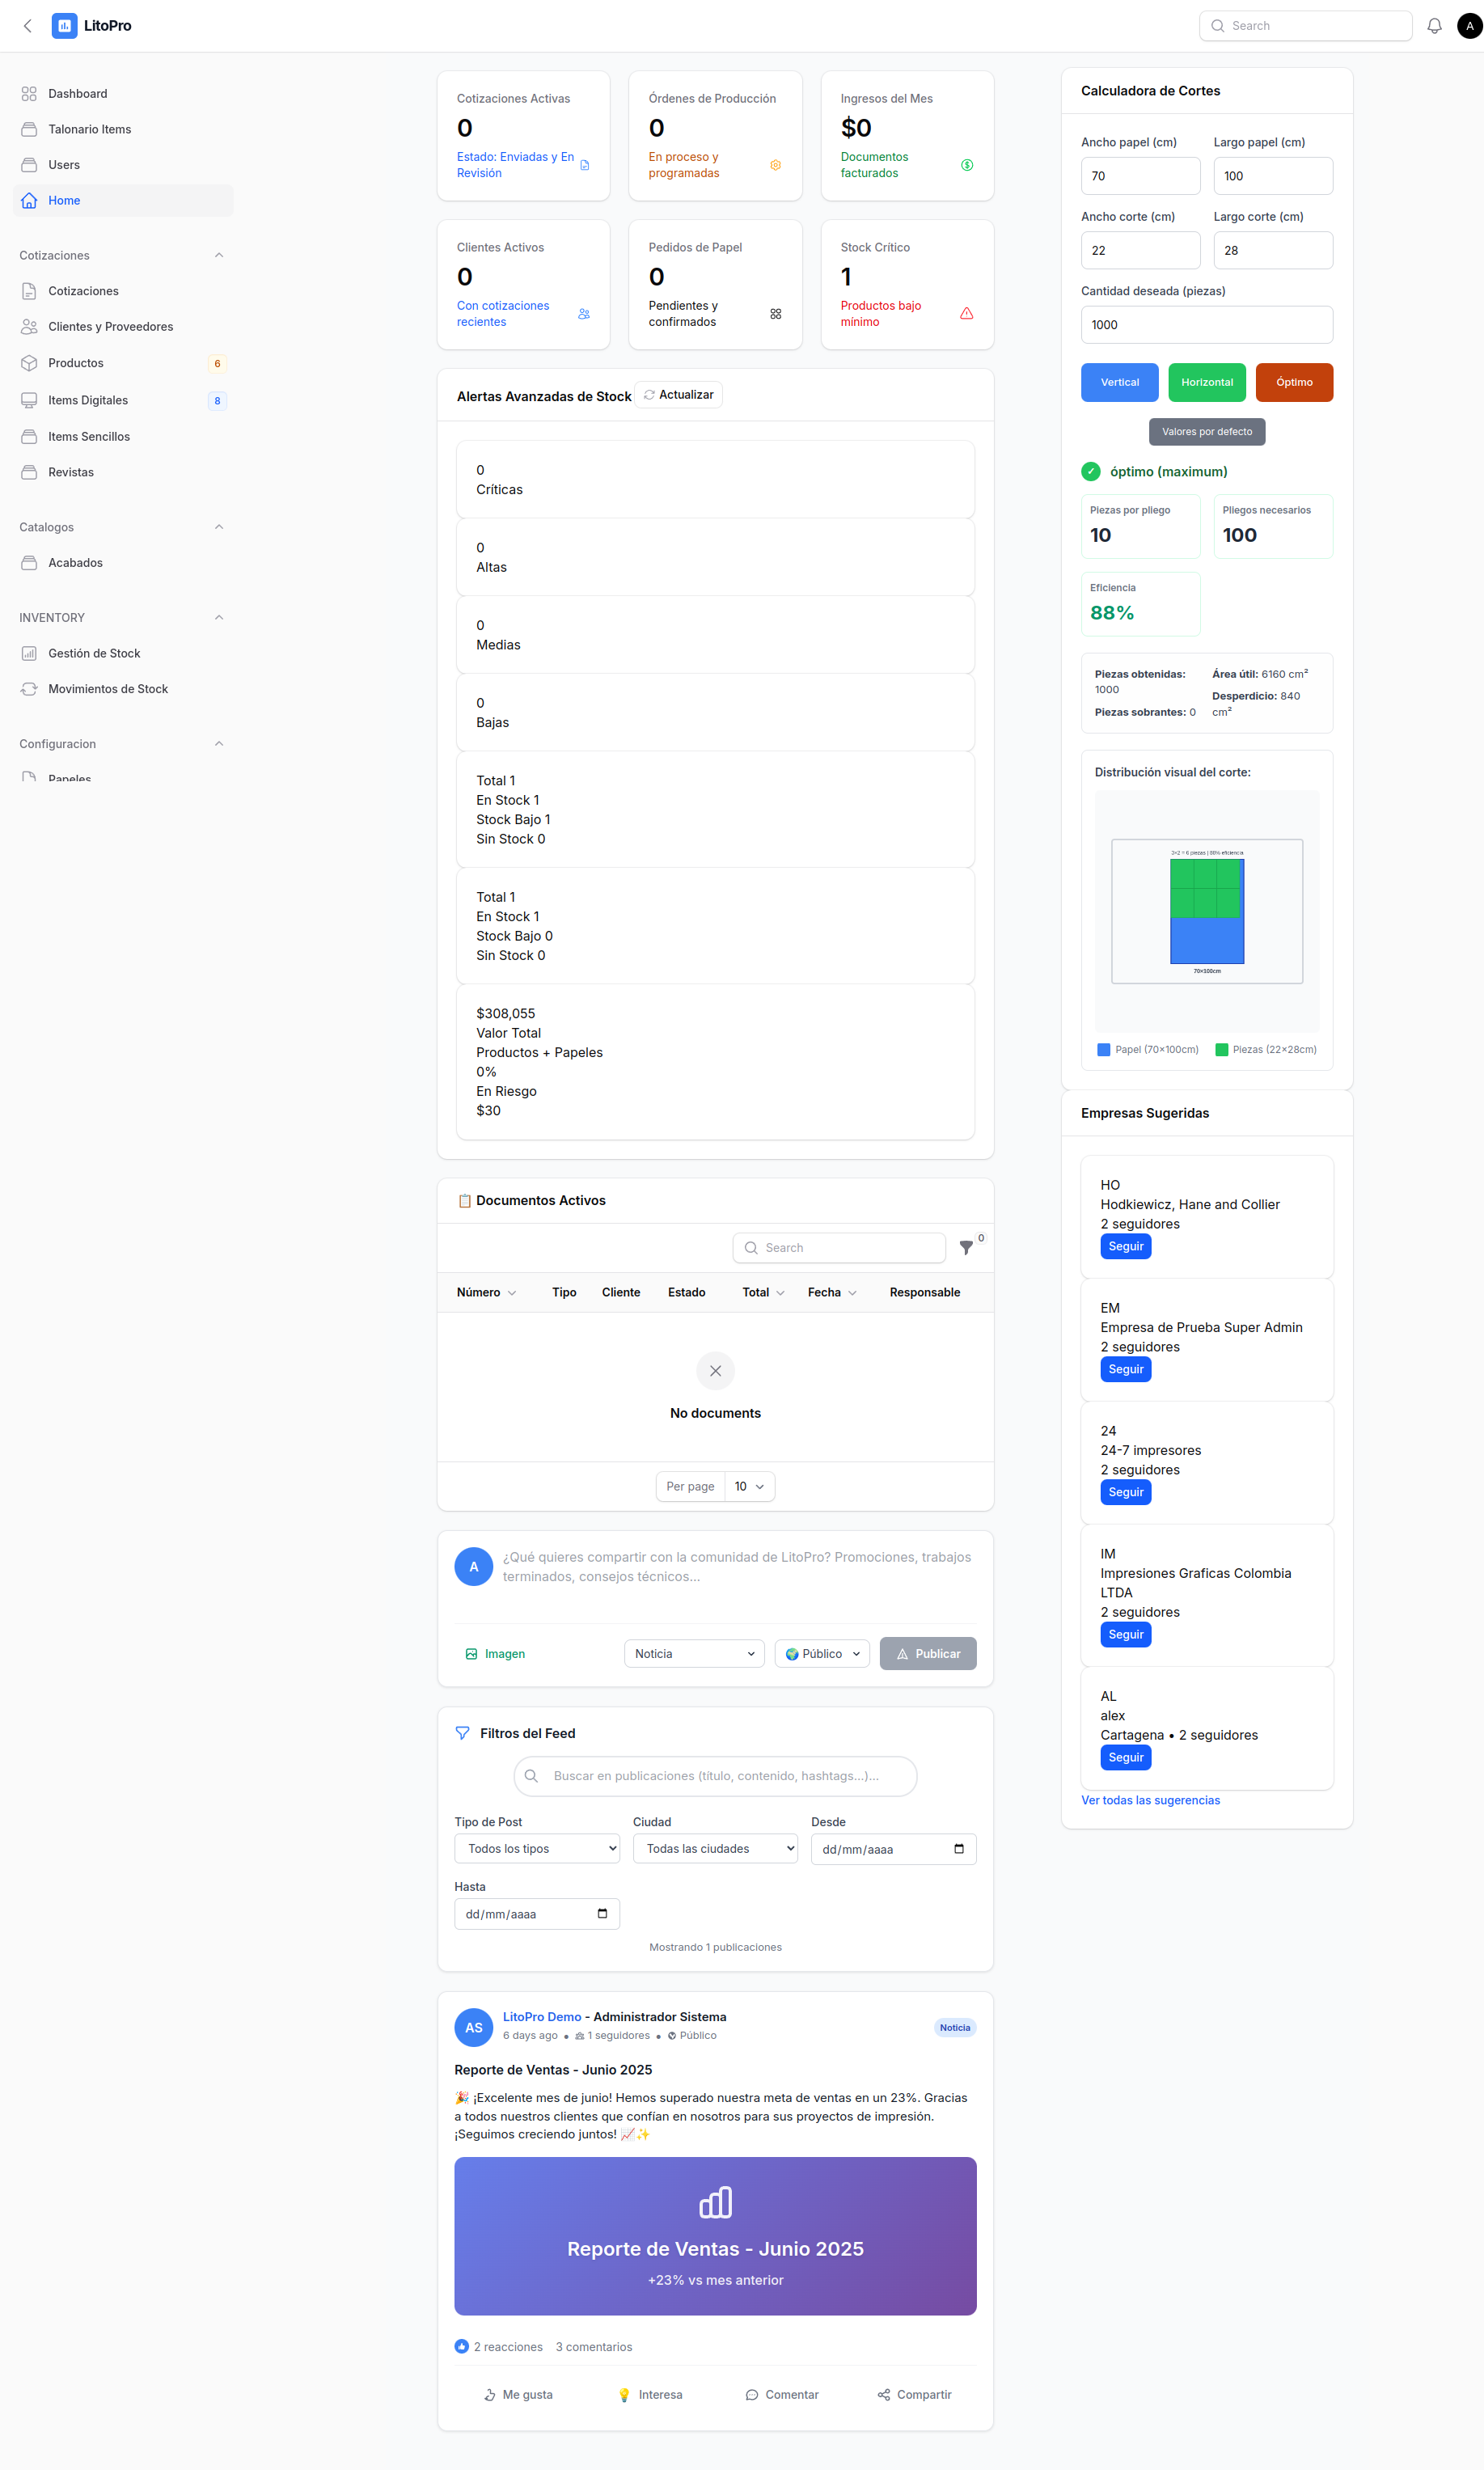 LitoPro
Search
A
Dashboard
Talonario Items
Users
Home
Cotizaciones
Cotizaciones
Clientes y Proveedores
Productos 6
Items Digitales 8
Items Sencillos
Revistas
Catalogos
Acabados
INVENTORY
Gestión de Stock
Movimientos de Stock
Configuracion
Papeles
Cotizaciones Activas
0
Estado: Enviadas y En
Revisión
Órdenes de Producción
0
En proceso y
programadas
Ingresos del Mes
$0
Documentos
facturados
Clientes Activos
0
Con cotizaciones
recientes
Pedidos de Papel
0
Pendientes y
confirmados
Stock Crítico
1
Productos bajo
mínimo
Alertas Avanzadas de Stock Actualizar
0
Críticas
0
Altas
0
Medias
0
Bajas
Total 1
En Stock 1
Stock Bajo 1
Sin Stock 0
Total 1
En Stock 1
Stock Bajo 0
Sin Stock 0
$308,055
Valor Total
Productos + Papeles
0%
En Riesgo
$30
📋 Documentos Activos
Search 0
Número Tipo Cliente Estado Total Fecha Responsable
No documents
Per page 10
A
¿Qué quieres compartir con la comunidad de LitoPro? Promociones, trabajos
terminados, consejos técnicos...
Imagen Noticia 🌍 Público Publicar
Filtros del Feed
Buscar en publicaciones (título, contenido, hashtags...)...
Tipo de Post Ciudad Desde
Todos los tipos Todas las ciudades dd/mm/aaaa
Hasta
dd/mm/aaaa
Mostrando 1 publicaciones
AS
LitoPro Demo - Administrador Sistema
6 days ago • 1 seguidores • Público
Noticia
Reporte de Ventas - Junio 2025
🎉 ¡Excelente mes de junio! Hemos superado nuestra meta de ventas en un 23%. Gracias
a todos nuestros clientes que confían en nosotros para sus proyectos de impresión.
¡Seguimos creciendo juntos! 📈✨
Reporte de Ventas - Junio 2025
+23% vs mes anterior
2 reacciones 3 comentarios
Me gusta 💡 Interesa Comentar Compartir
Calculadora de Cortes
Ancho papel (cm) Largo papel (cm)
70 100
Ancho corte (cm) Largo corte (cm)
22 28
Cantidad deseada (piezas)
1000
Vertical Horizontal Óptimo
Valores por defecto
✓ óptimo (maximum)
Piezas por pliego
10
Pliegos necesarios
100
Eficiencia
88%
Piezas obtenidas:
1000
Piezas sobrantes: 0
Área útil: 6160 cm²
Desperdicio: 840
cm²
Distribución visual del corte:
3×2 = 6 piezas | 88% eficiencia
70×100cm
Papel (70×100cm) Piezas (22×28cm)
Empresas Sugeridas
HO
Hodkiewicz, Hane and Collier
2 seguidores
Seguir
EM
Empresa de Prueba Super Admin
2 seguidores
Seguir
24
24-7 impresores
2 seguidores
Seguir
IM
Impresiones Graficas Colombia
LTDA
2 seguidores
Seguir
AL
alex
Cartagena • 2 seguidores
Seguir
Ver todas las sugerencias